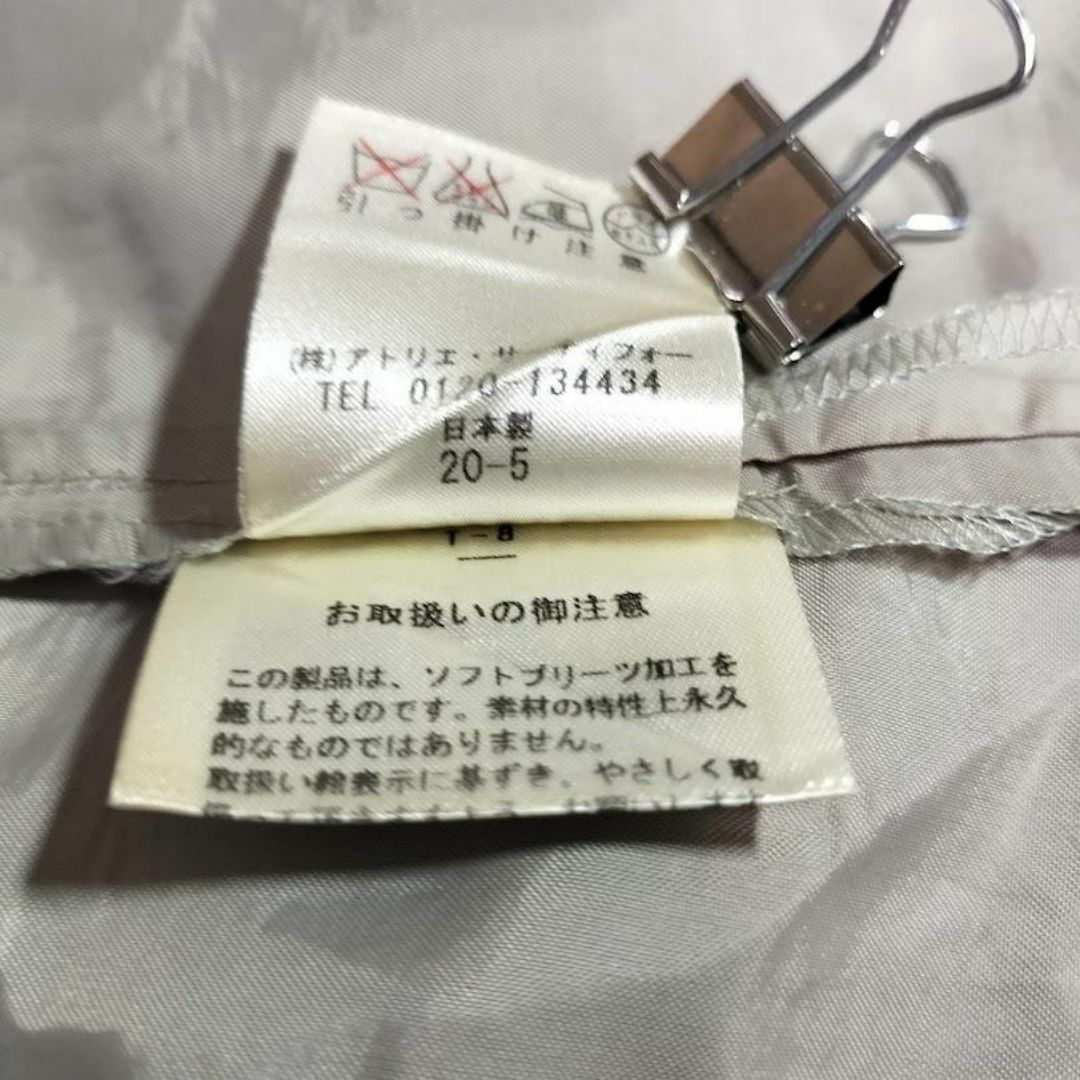 引っ掛け注意
(株)アトリエ・サーティフォー
TEL 0120-134434
日本製
20-5
T-8
お取扱いの御注意
この製品は、ソフトプリーツ加工を
施したものです。素材の特性上永久
的なものではありません。
取扱い絵表示に基ずき、やさしく取